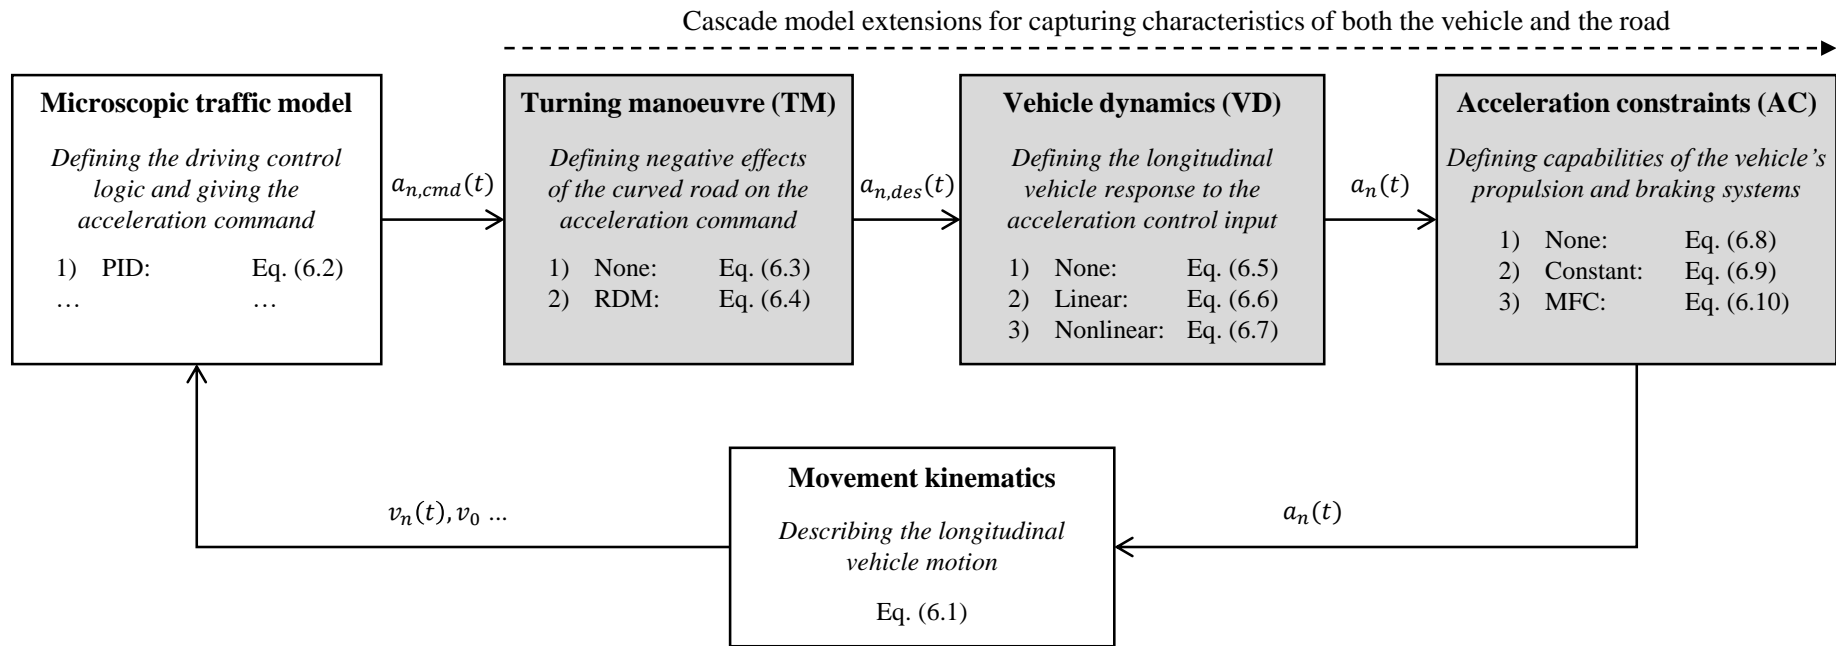 Cascade model extensions for capturing characteristics of both the vehicle and the road
Microscopic traffic model
Defining the driving control
logic and giving the
acceleration command
1) PID: Eq. (6.2)
… …
a_{n,cmd}(t)
Turning manoeuvre (TM)
Defining negative effects
of the curved road on the
acceleration command
1) None: Eq. (6.3)
2) RDM: Eq. (6.4)
a_{n,des}(t)
Vehicle dynamics (VD)
Defining the longitudinal
vehicle response to the
acceleration control input
1) None: Eq. (6.5)
2) Linear: Eq. (6.6)
3) Nonlinear: Eq. (6.7)
a_n(t)
Acceleration constraints (AC)
Defining capabilities of the vehicle’s
propulsion and braking systems
1) None: Eq. (6.8)
2) Constant: Eq. (6.9)
3) MFC: Eq. (6.10)
v_n(t), v_0 ...
Movement kinematics
Describing the longitudinal
vehicle motion
Eq. (6.1)
a_n(t)